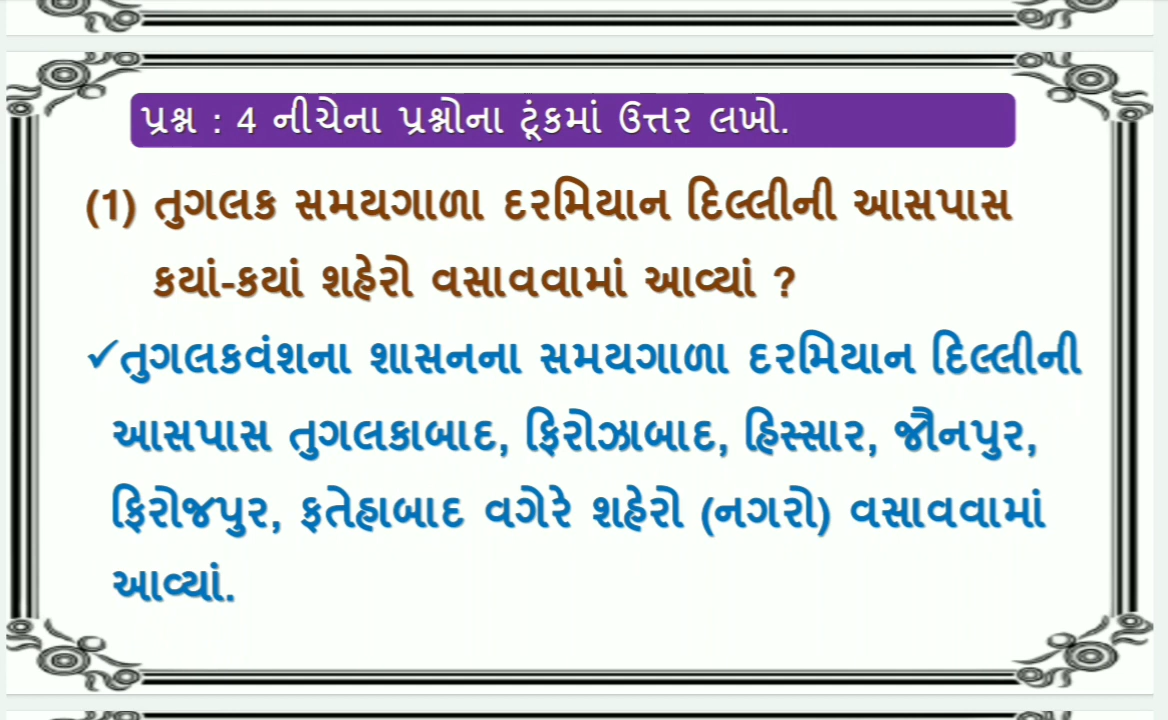 પ્રશ્ન : 4 નીચેના પ્રશ્નોના ટૂંકમાં ઉત્તર લખો.
(1) તુગલક સમયગાળા દરમિયાન દિલ્લીની આસપાસ
કયાં-કયાં શહેરો વસાવવામાં આવ્યાં ?
✓તુગલકવંશના શાસનના સમયગાળા દરમિયાન દિલ્લીની
આસપાસ તુગલકાબાદ, ફિરોઝાબાદ, હિસ્સાર, જૌનપુર,
ફિરોજપુર, ફતેહાબાદ વગેરે શહેરો (નગરો) વસાવવામાં
આવ્યાં.